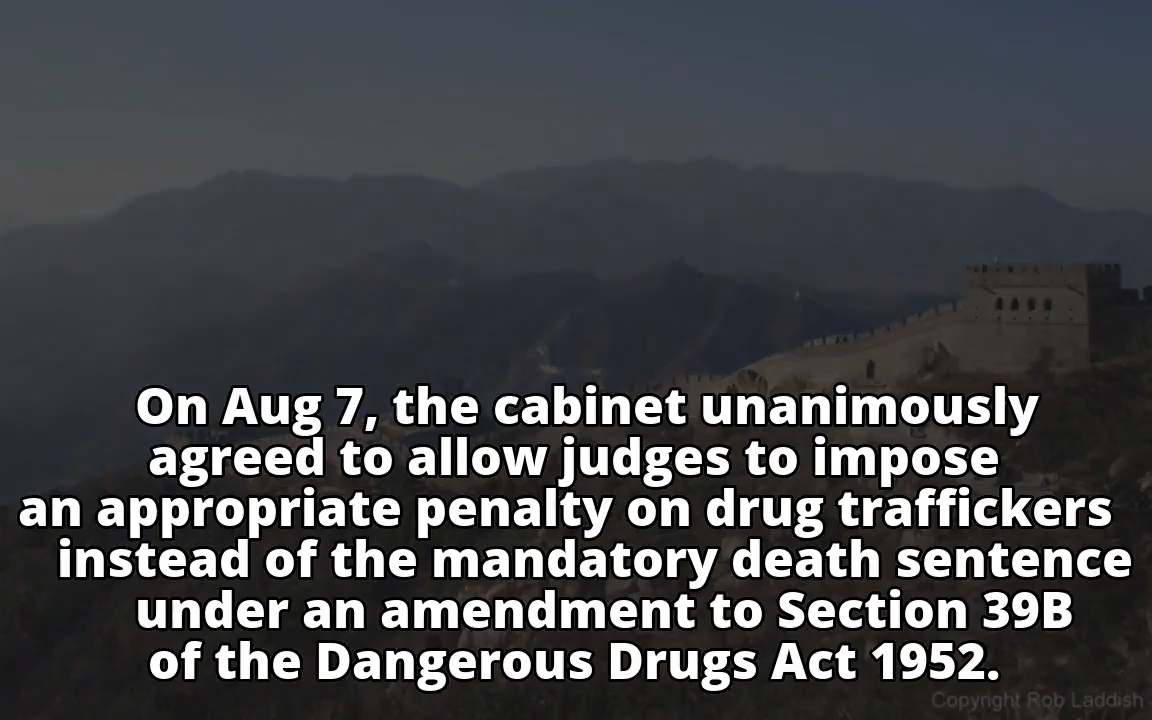 On Aug 7, the cabinet unanimously
agreed to allow judges to impose
an appropriate penalty on drug traffickers
instead of the mandatory death sentence
under an amendment to Section 39B
of the Dangerous Drugs Act 1952.
Copyright Rob Laddish